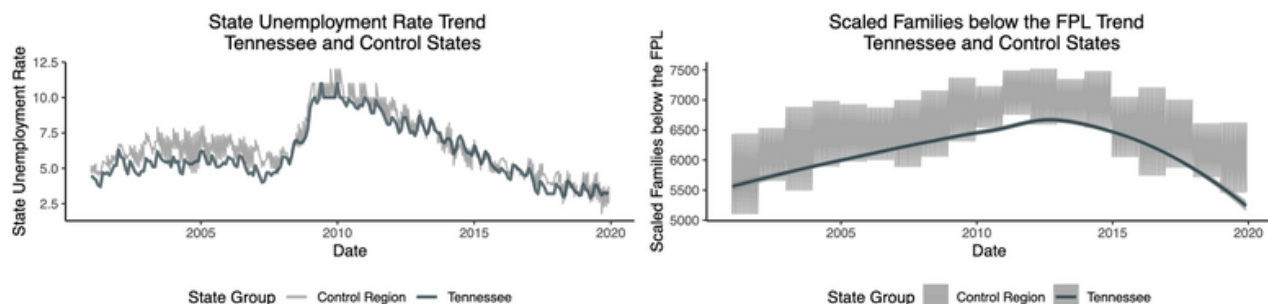 State Unemployment Rate Trend
Tennessee and Control States
State Unemployment Rate
12.5
10.0
7.5
5.0
2.5
2005
2010
2015
2020
Date
State Group
Control Region
Tennessee
Scaled Families below the FPL Trend
Tennessee and Control States
Scaled Families below the FPL
7500
7000
6500
6000
5500
5000
2005
2010
2015
2020
Date
State Group
Control Region
Tennessee